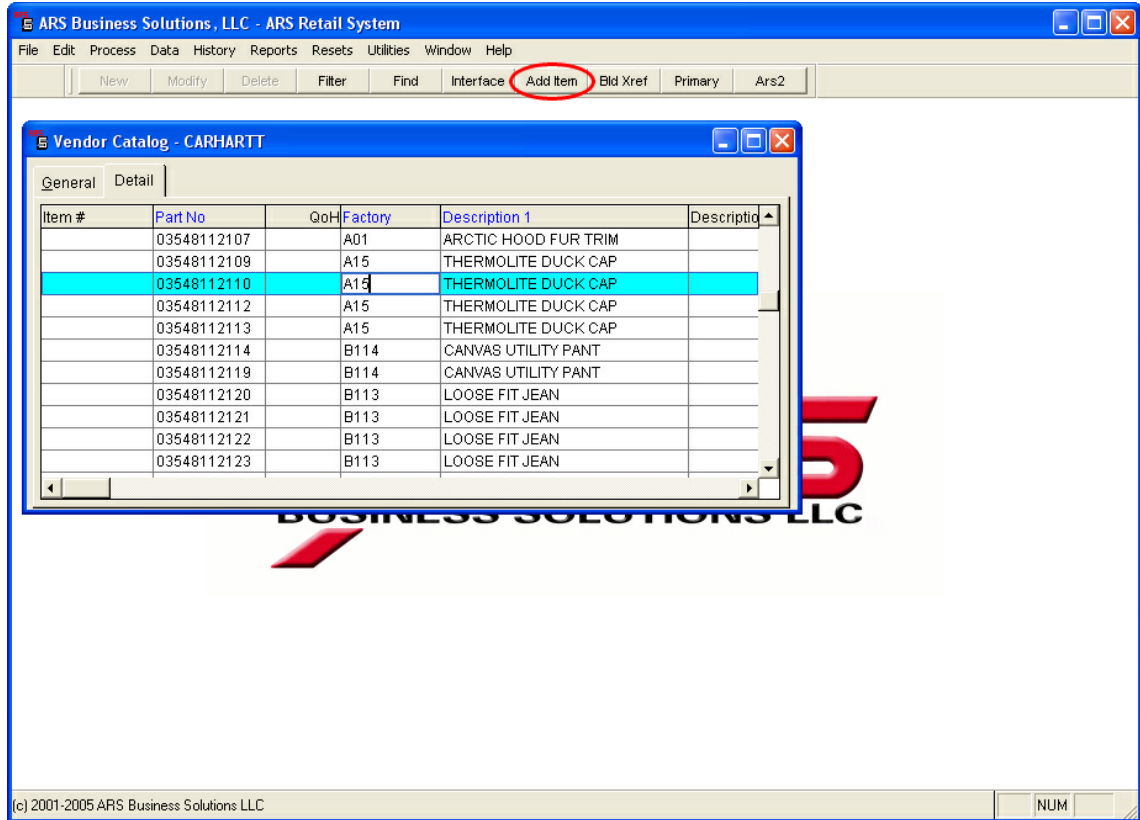 ARS Business Solutions, LLC - ARS Retail System
File Edit Process Data History Reports Resets Utilities Window Help
New Modify Delete Filter Find Interface Add Item Bld Xref Primary Ars2
Vendor Catalog - CARHARTT
General Detail
Item # Part No QoH Factory Description 1 Descriptio
03548112107 A01 ARCTIC HOOD FUR TRIM
03548112109 A15 THERMOLITE DUCK CAP
03548112110 A15 THERMOLITE DUCK CAP
03548112112 A15 THERMOLITE DUCK CAP
03548112113 A15 THERMOLITE DUCK CAP
03548112114 B114 CANVAS UTILITY PANT
03548112119 B114 CANVAS UTILITY PANT
03548112120 B113 LOOSE FIT JEAN
03548112121 B113 LOOSE FIT JEAN
03548112122 B113 LOOSE FIT JEAN
03548112123 B113 LOOSE FIT JEAN
BUSINESS SOLUTIONS LLC
(c) 2001-2005 ARS Business Solutions LLC NUM